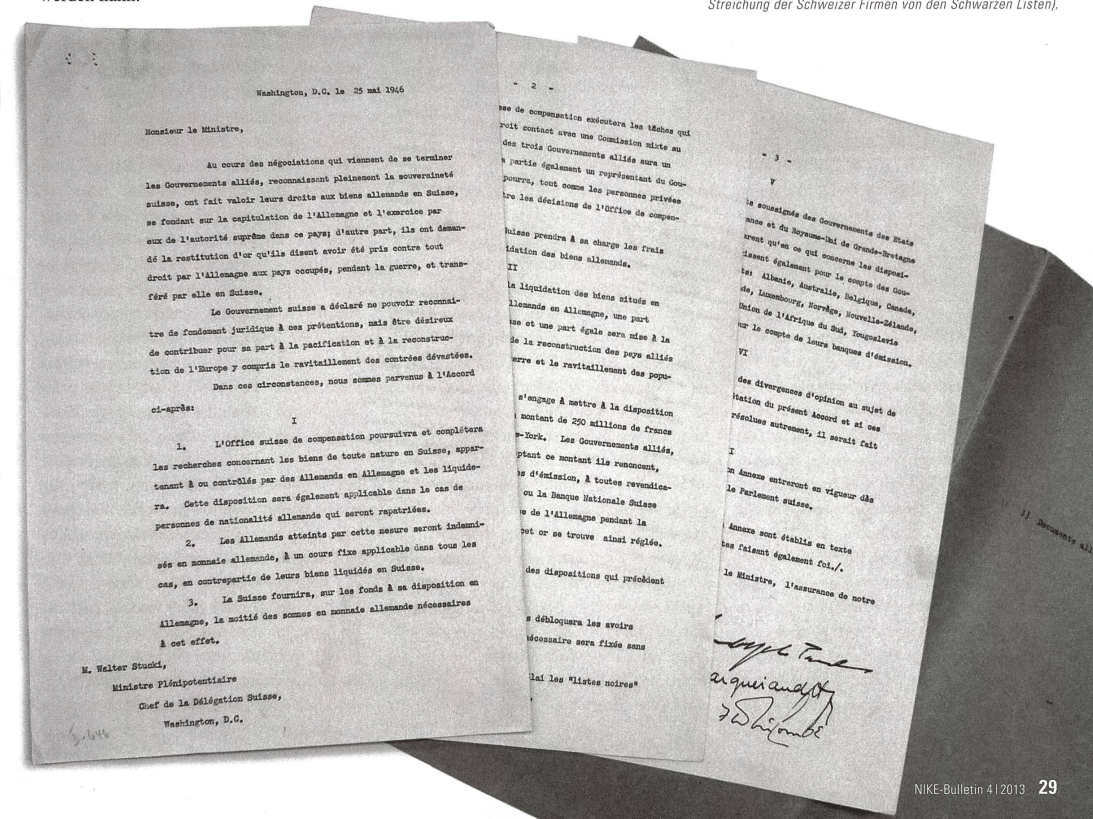 werden kann.
Streichung der Schweizer Firmen von den Schwarzen Listen),
Washington, D.C. le 25 mai 1946
Monsieur le Ministre,
Au cours des négociations qui viennent de se terminer
les Gouvernements alliés, reconnaissant pleinement la souveraineté
suisse, ont fait valoir leurs droits aux biens allemands en Suisse,
se fondant sur la capitulation de l'Allemagne et l'exercice par
eux de l'autorité suprême dans ce pays; d'autre part, ils ont deman-
dé la restitution d'or qu'ils disent avoir été pris contre tout
droit par l'Allemagne aux pays occupés, pendant la guerre, et trans-
féré par elle en Suisse.
Le Gouvernement suisse a déclaré ne pouvoir reconnaî-
tre de fondement juridique à ces prétentions, mais être désireux
de contribuer pour sa part à la pacification et à la reconstruc-
tion de l'Europe y compris le ravitaillement des contrées dévastées.
Dans ces circonstances, nous sommes parvenus à l'Accord
ci-après:
I
1. L'Office suisse de compensation poursuivra et complétera
les recherches concernant les biens de toute nature en Suisse, appar-
tenant à ou contrôlés par des Allemands en Allemagne et les liquide-
ra. Cette disposition sera également applicable dans le cas de
personnes de nationalité allemande qui seront rapatriées.
2. Les Allemands atteints par cette mesure seront indemni-
sés en monnaie allemande, à un cours fixe applicable dans tous les
cas, en contrepartie de leurs biens liquidés en Suisse.
3. La Suisse fournira, sur les fonds à sa disposition en
Allemagne, la moitié des sommes en monnaie allemande nécessaires
à cet effet.
M. Walter Stucki,
Ministre Plénipotentiaire
Chef de la Délégation Suisse,
Washington, D.C.
- 2 -
sse de compensation exécutera les tâches qui
roit contact avec une Commission mixte au
des trois Gouvernements alliés aura un
a partie également un représentant du Gou-
pourra, tout comme les personnes privées
tre les décisions de l'Office de compen-
Suisse prendra à sa charge les frais
idation des biens allemands.
II
la liquidation des biens situés en
llemands en Allemagne, une part
sse et une part égale sera mise à la
de la reconstruction des pays alliés
erre et le ravitaillement des popu-
s'engage à mettre à la disposition
montant de 250 millions de francs
-York. Les Gouvernements alliés,
ptant ce montant ils renoncent,
s d'émission, à toutes revendica-
ou la Banque Nationale Suisse
e de l'Allemagne pendant la
cet or se trouve ainsi réglée.
des dispositions qui précèdent
s débloquera les avoirs
nécessaire sera fixée sans
lai les "listes noires"
- 3 -
V
ts soussignés des Gouvernements des Etats
ance et du Royaume-Uni de Grande-Bretagne
arent qu'en ce qui concerne les disposi-
issent également pour le compte des Gou-
ts: Albanie, Australie, Belgique, Canada,
de, Luxembourg, Norvège, Nouvelle-Zélande,
Union de l'Afrique du Sud, Yougoslavie
ur le compte de leurs banques d'émission.
VI
des divergences d'opinion au sujet de
étation du présent Accord et si ces
résolues autrement, il serait fait
I
on Annexe entreront en vigueur dès
le Parlement suisse.
Annexe sont établis en texte
tes faisant également foi./.
le Ministre, l'assurance de notre
1) Documents all
NIKE-Bulletin 4 | 2013 29